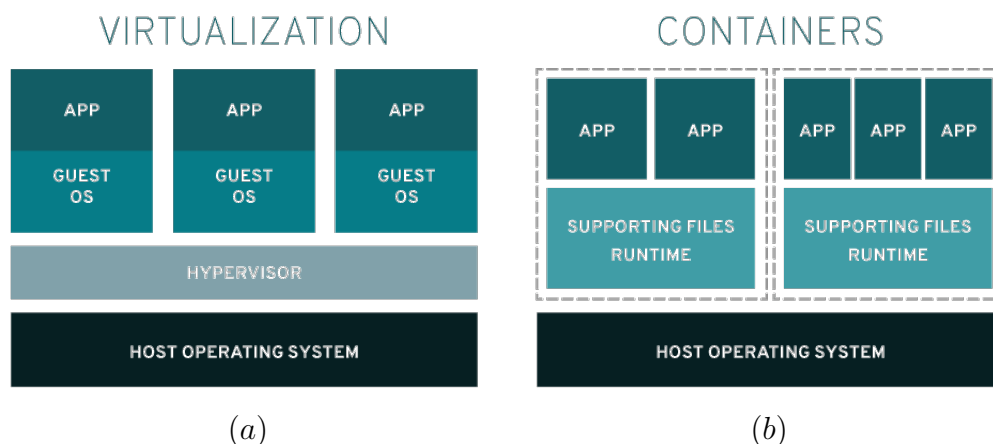 VIRTUALIZATION
APP
APP
APP
GUEST
OS
GUEST
OS
GUEST
OS
HYPERVISOR
HOST OPERATING SYSTEM
(a)
CONTAINERS
APP
APP
SUPPORTING FILES
RUNTIME
APP
APP
APP
SUPPORTING FILES
RUNTIME
HOST OPERATING SYSTEM
(b)